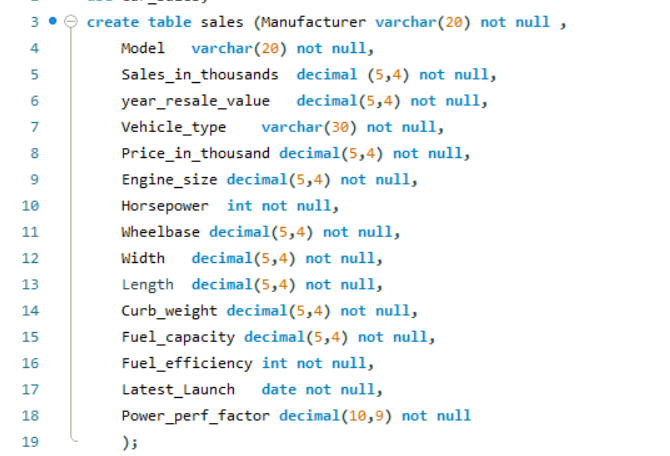 3 create table sales (Manufacturer varchar(20) not null ,
4 Model varchar(20) not null,
5 Sales_in_thousands decimal (5,4) not null,
6 year_resale_value decimal(5,4) not null,
7 Vehicle_type varchar(30) not null,
8 Price_in_thousand decimal(5,4) not null,
9 Engine_size decimal(5,4) not null,
10 Horsepower int not null,
11 Wheelbase decimal(5,4) not null,
12 Width decimal(5,4) not null,
13 Length decimal(5,4) not null,
14 Curb_weight decimal(5,4) not null,
15 Fuel_capacity decimal(5,4) not null,
16 Fuel_efficiency int not null,
17 Latest_Launch date not null,
18 Power_perf_factor decimal(10,9) not null
19 );